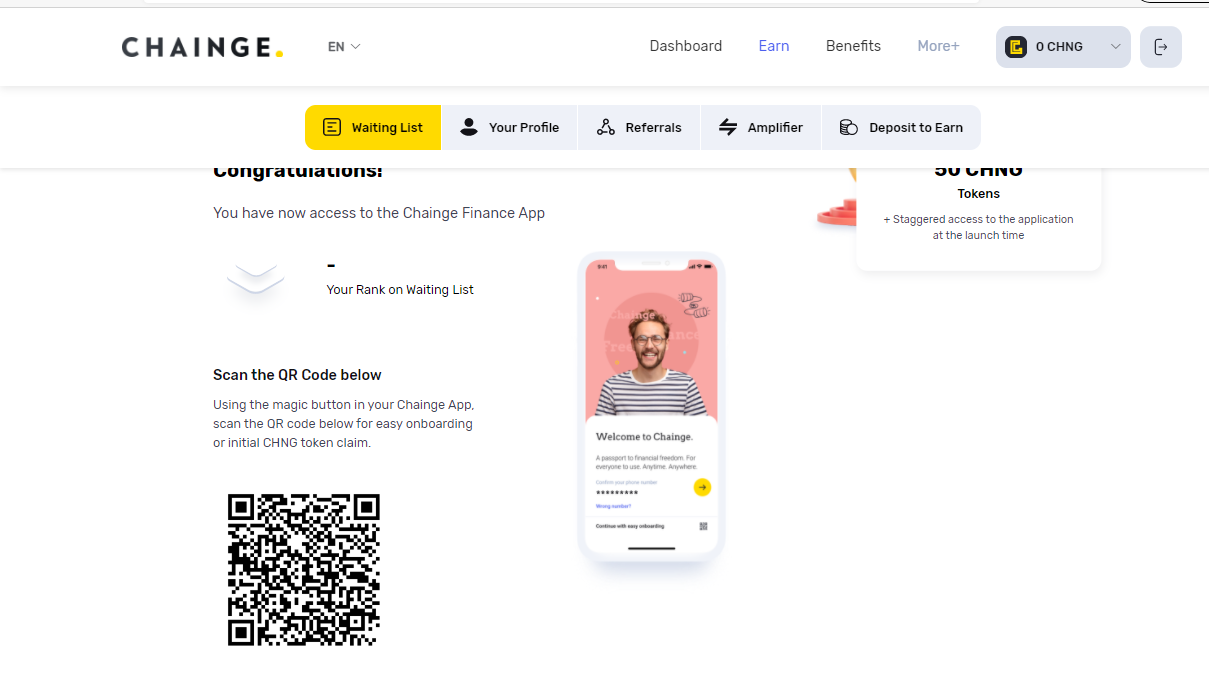 CHAINGE.
EN
Dashboard
Earn
Benefits
More+
0 CHNG
Waiting List
Your Profile
Referrals
Amplifier
Deposit to Earn
Congratulations!
You have now access to the Chainge Finance App
50 CHNG
Tokens
+ Staggered access to the application
at the launch time
-
Your Rank on Waiting List
Scan the QR Code below
Using the magic button in your Chainge App,
scan the QR code below for easy onboarding
or initial CHNG token claim.
9:41
Chainge
Welcome to Chainge.
A passport to financial freedom. For
everyone to use. Anytime. Anywhere.
Confirm your phone number
*********
Wrong number?
Continue with easy onboarding